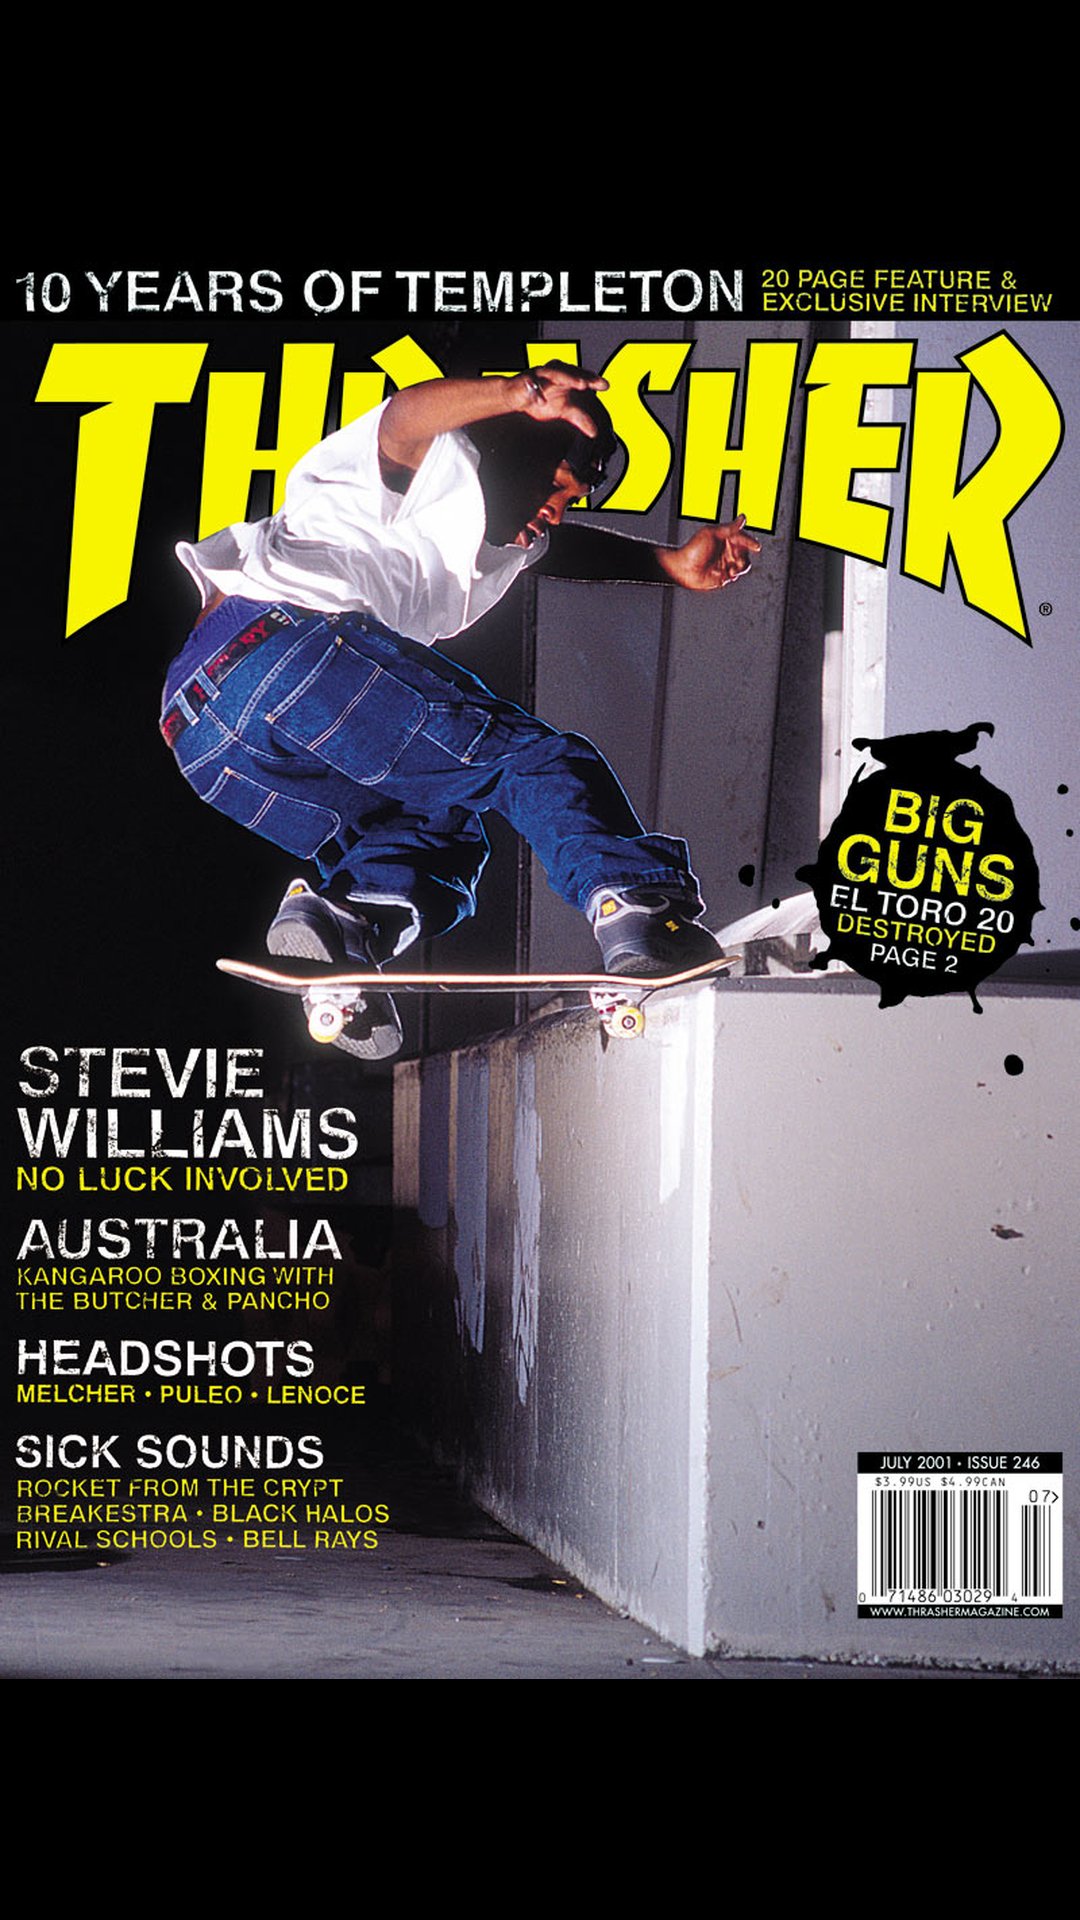 10 YEARS OF TEMPLETON
20 PAGE FEATURE &
EXCLUSIVE INTERVIEW
THRASHER
®
BIG
GUNS
EL TORO 20
DESTROYED
PAGE 2
STEVIE
WILLIAMS
NO LUCK INVOLVED
AUSTRALIA
KANGAROO BOXING WITH
THE BUTCHER & PANCHO
HEADSHOTS
MELCHER • PULEO • LENOCE
SICK SOUNDS
ROCKET FROM THE CRYPT
BREAKESTRA • BLACK HALOS
RIVAL SCHOOLS • BELL RAYS
JULY 2001 • ISSUE 246
$3.99US $4.99CAN
07>
0 71486 03029 4
WWW.THRASHERMAGAZINE.COM